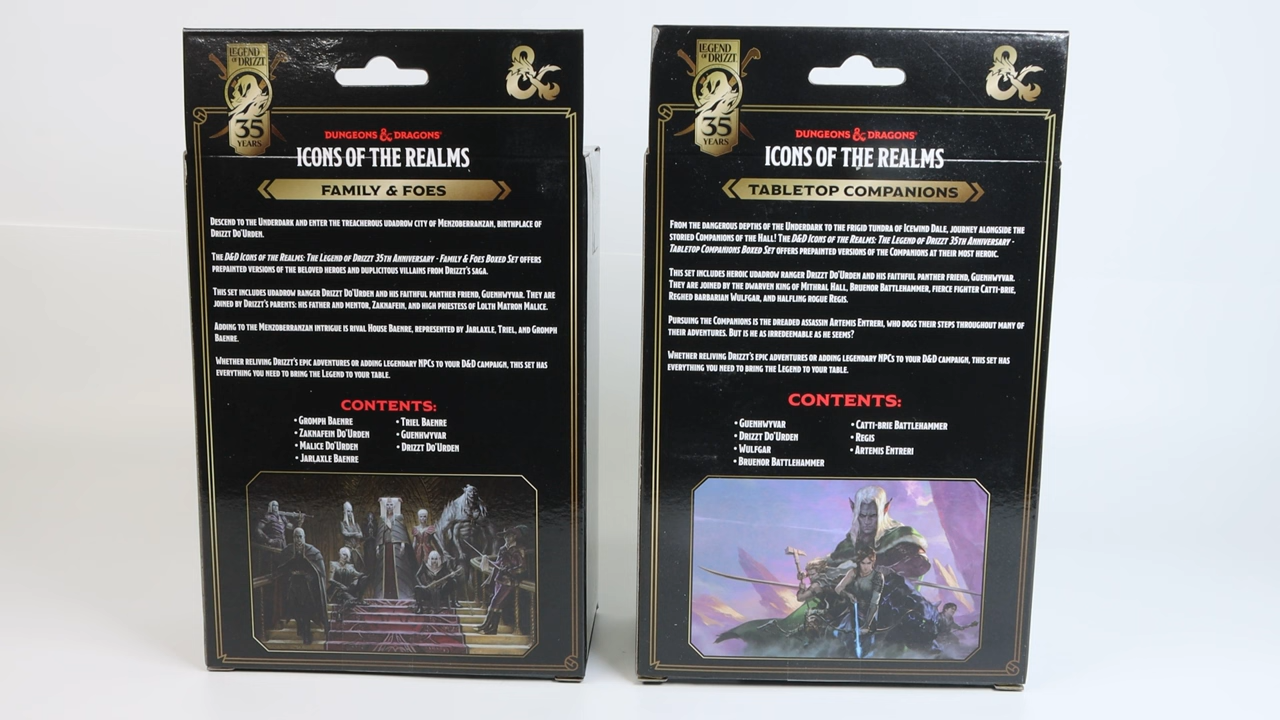 LEGEND
OF DRIZZT
35
YEARS
DUNGEONS & DRAGONS
ICONS OF THE REALMS
FAMILY & FOES
DESCEND TO THE UNDERDARK AND ENTER THE TREACHEROUS UDADROW CITY OF MENZOBERRANZAN, BIRTHPLACE OF
DRIZZT DO'URDEN.
THE D&D ICONS OF THE REALMS: THE LEGEND OF DRIZZT 35TH ANNIVERSARY - FAMILY & FOES BOXED SET OFFERS
PREPAINTED VERSIONS OF THE BELOVED HEROES AND DUPLICITOUS VILLAINS FROM DRIZZT'S SAGA.
THIS SET INCLUDES UDADROW RANGER DRIZZT DO'URDEN AND HIS FAITHFUL PANTHER FRIEND, GUENHWYVAR. THEY ARE
JOINED BY DRIZZT'S PARENTS: HIS FATHER AND MENTOR, ZAKNAFEIN, AND HIGH PRIESTESS OF LOLTH MATRON MALICE.
ADDING TO THE MENZOBERRANZAN INTRIGUE IS RIVAL HOUSE BAENRE, REPRESENTED BY JARLAXLE, TRIEL, AND GROMPH
BAENRE.
WHETHER RELIVING DRIZZT'S EPIC ADVENTURES OR ADDING LEGENDARY NPCS TO YOUR D&D CAMPAIGN, THIS SET HAS
EVERYTHING YOU NEED TO BRING THE LEGEND TO YOUR TABLE.
CONTENTS:
• GROMPH BAENRE
• ZAKNAFEIN DO'URDEN
• MALICE DO'URDEN
• JARLAXLE BAENRE
• TRIEL BAENRE
• GUENHWYVAR
• DRIZZT DO'URDEN
LEGEND
OF DRIZZT
35
YEARS
DUNGEONS & DRAGONS
ICONS OF THE REALMS
TABLETOP COMPANIONS
FROM THE DANGEROUS DEPTHS OF THE UNDERDARK TO THE FRIGID TUNDRA OF ICEWIND DALE, JOURNEY ALONGSIDE THE
STORIED COMPANIONS OF THE HALL! THE D&D ICONS OF THE REALMS: THE LEGEND OF DRIZZT 35TH ANNIVERSARY -
TABLETOP COMPANIONS BOXED SET OFFERS PREPAINTED VERSIONS OF THE COMPANIONS AT THEIR MOST HEROIC.
THIS SET INCLUDES HEROIC UDADROW RANGER DRIZZT DO'URDEN AND HIS FAITHFUL PANTHER FRIEND, GUENHWYVAR.
THEY ARE JOINED BY THE DWARVEN KING OF MITHRAL HALL, BRUENOR BATTLEHAMMER, FIERCE FIGHTER CATTI-BRIE,
REGHED BARBARIAN WULFGAR, AND HALFLING ROGUE REGIS.
PURSUING THE COMPANIONS IS THE DREADED ASSASSIN ARTEMIS ENTRERI, WHO DOGS THEIR STEPS THROUGHOUT MANY OF
THEIR ADVENTURES. BUT IS HE AS IRREDEEMABLE AS HE SEEMS?
WHETHER RELIVING DRIZZT'S EPIC ADVENTURES OR ADDING LEGENDARY NPCS TO YOUR D&D CAMPAIGN, THIS SET HAS
EVERYTHING YOU NEED TO BRING THE LEGEND TO YOUR TABLE.
CONTENTS:
• GUENHWYVAR
DRIZZT DO'URDEN
• WULFGAR
• BRUENOR BATTLEHAMMER
• CATTI-BRIE BATTLEHAMMER
• REGIS
• ARTEMIS ENTRERI